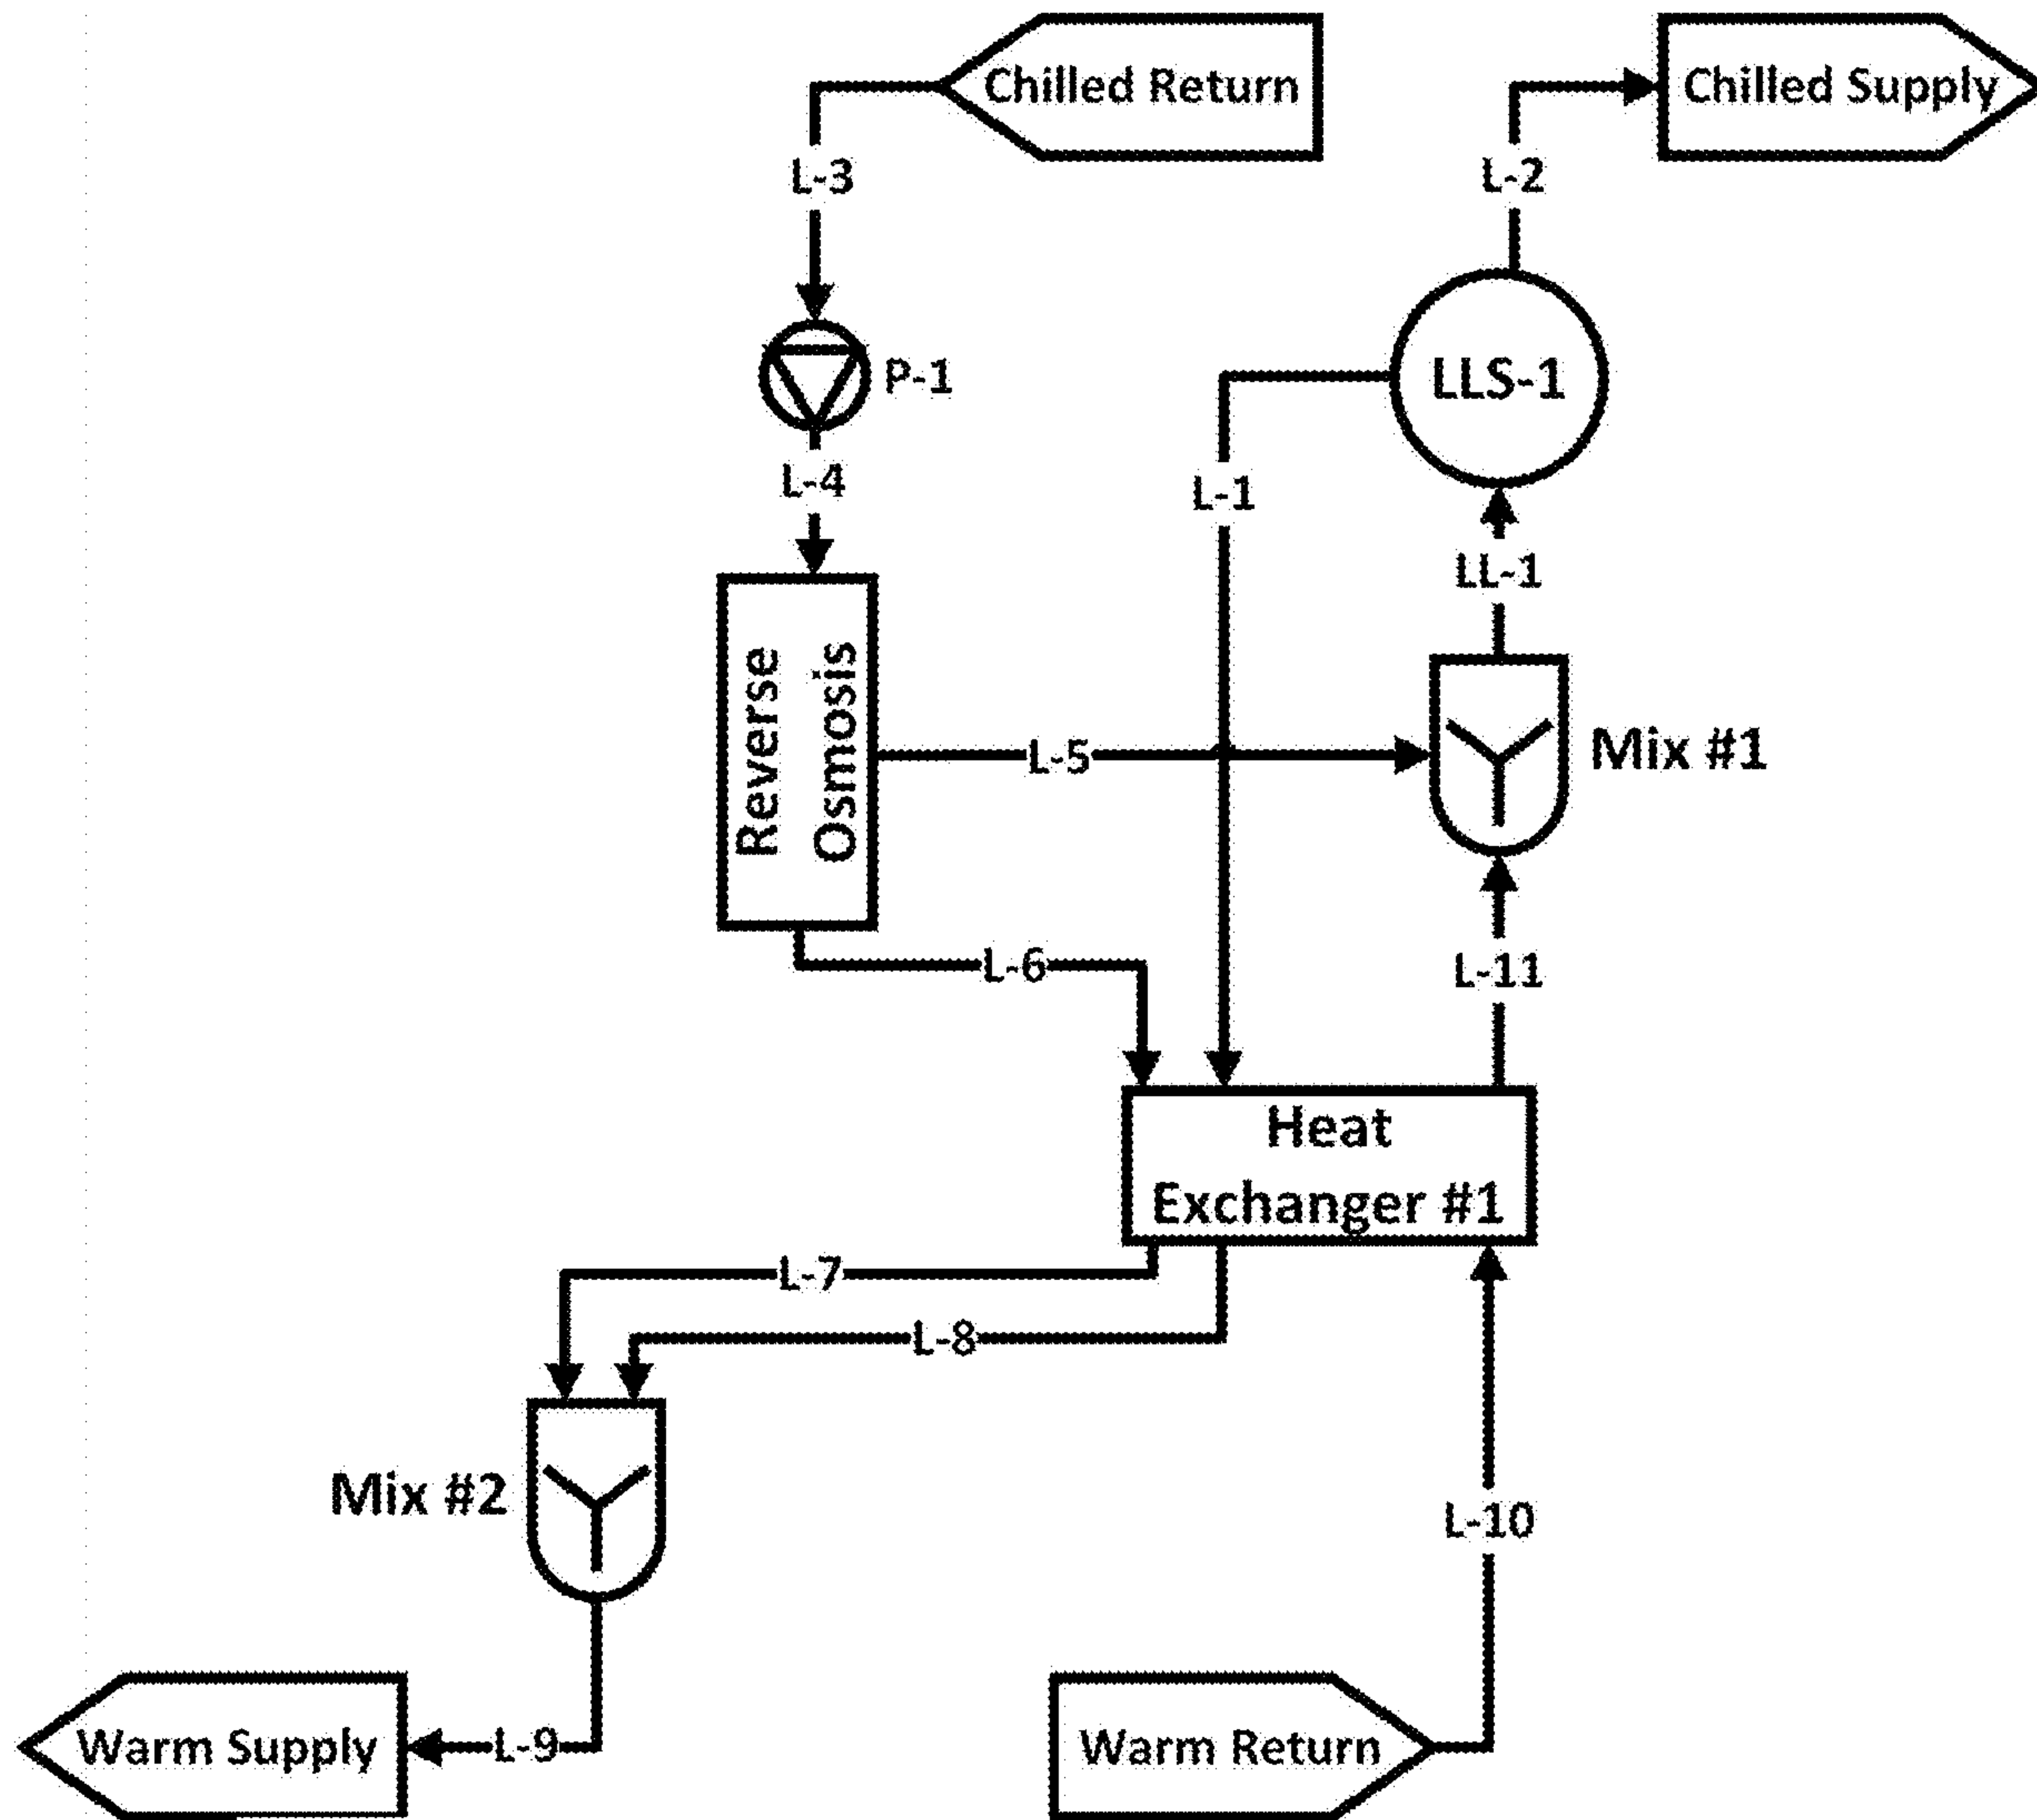 Chilled Return
Chilled Supply
L-3
L-2
P-1
LLS-1
L-4
L-1
LL-1
Reverse
Osmosis
L-5
Mix #1
L-6
L-11
Heat
Exchanger #1
L-7
L-8
Mix #2
L-10
Warm Supply
L-9
Warm Return